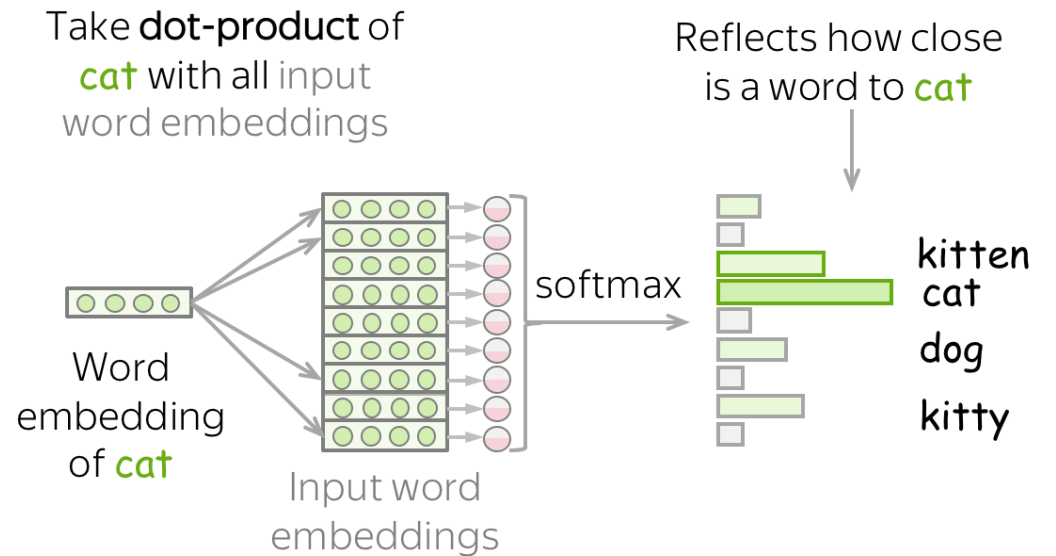 Take dot-product of
cat with all input
word embeddings
Reflects how close
is a word to cat
softmax
kitten
cat
dog
kitty
Word
embedding
of cat
Input word
embeddings